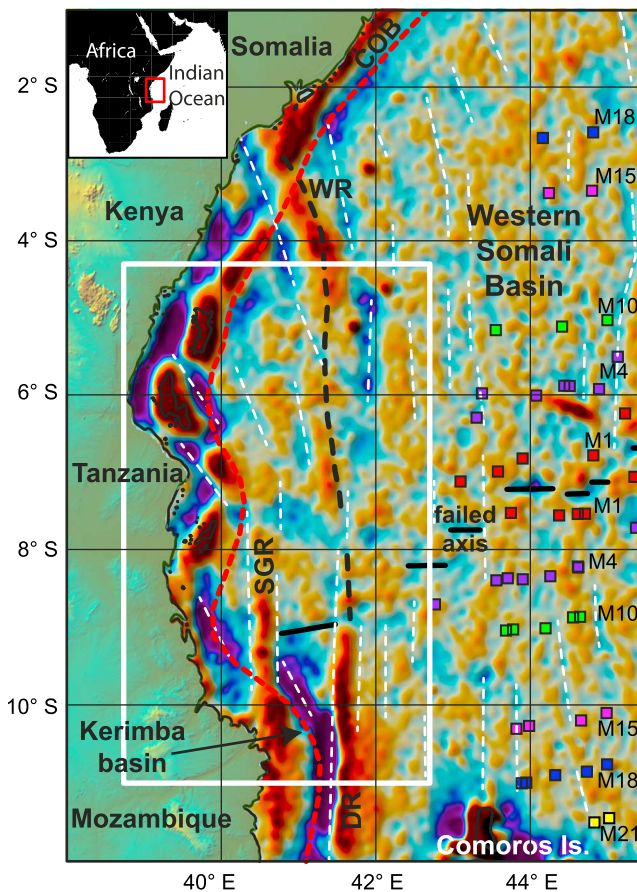 Africa
Indian
Ocean
Somalia
COB
2° S
M18
M15
WR
Kenya
Western
Somali
Basin
4° S
M10
M4
6° S
M1
Tanzania
M1
failed
axis
8° S
SGR
M4
M10
10° S
M15
Kerimba
basin
M18
DR
Mozambique
M21
Comoros Is.
40° E
42° E
44° E